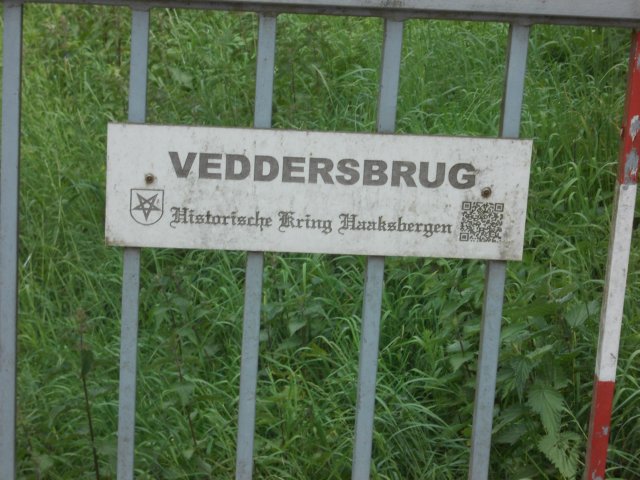 VEDDERSBRUG
Historische Kring Haaksbergen